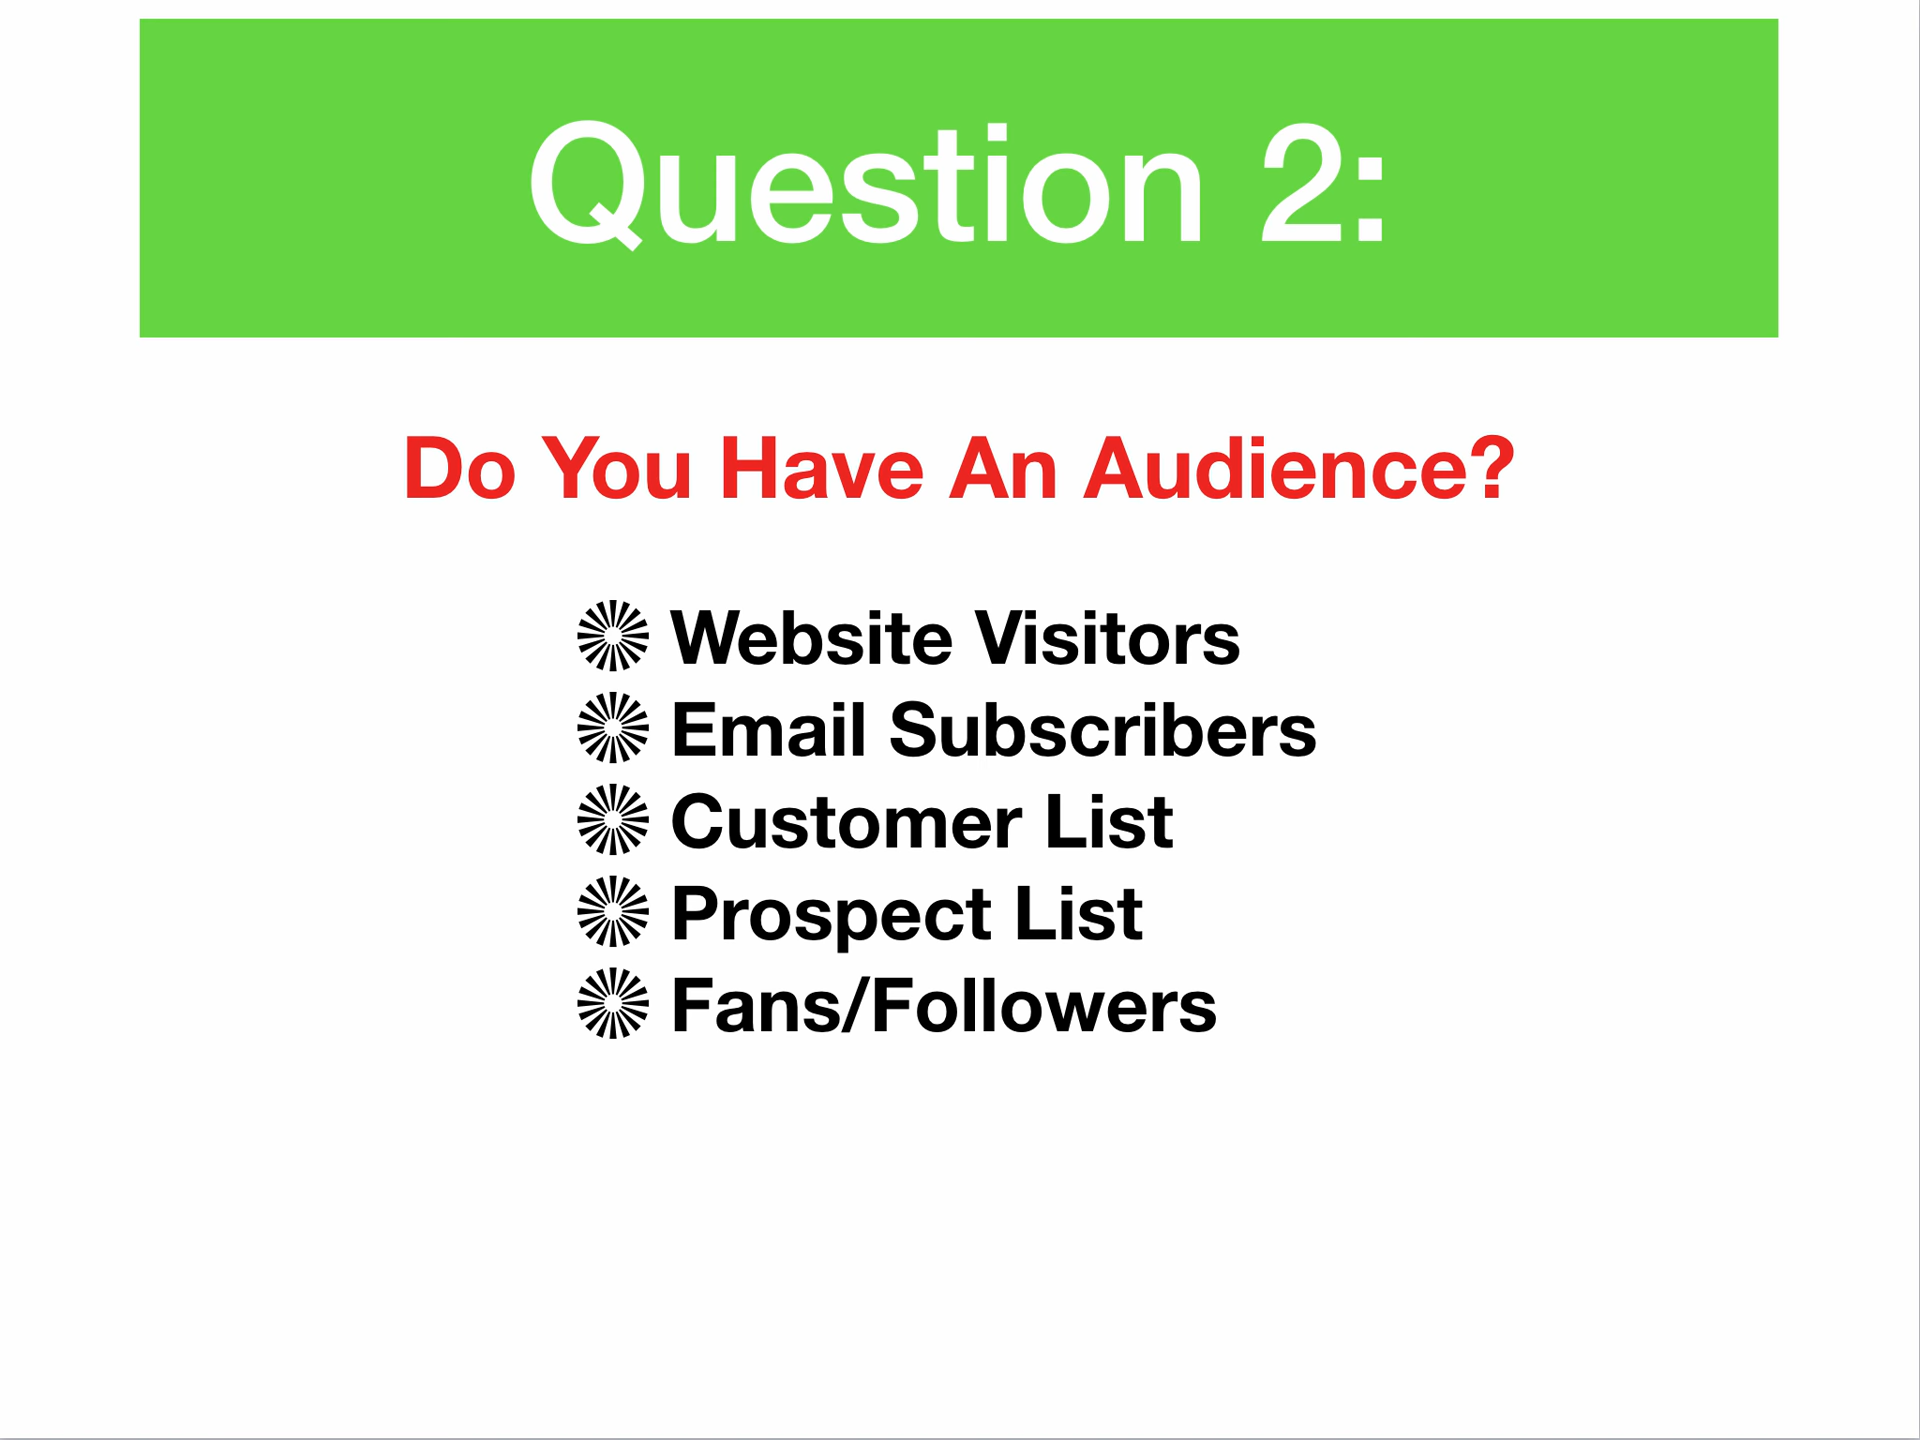 Question 2:
Do You Have An Audience?
Website Visitors
Email Subscribers
Customer List
Prospect List
Fans/Followers